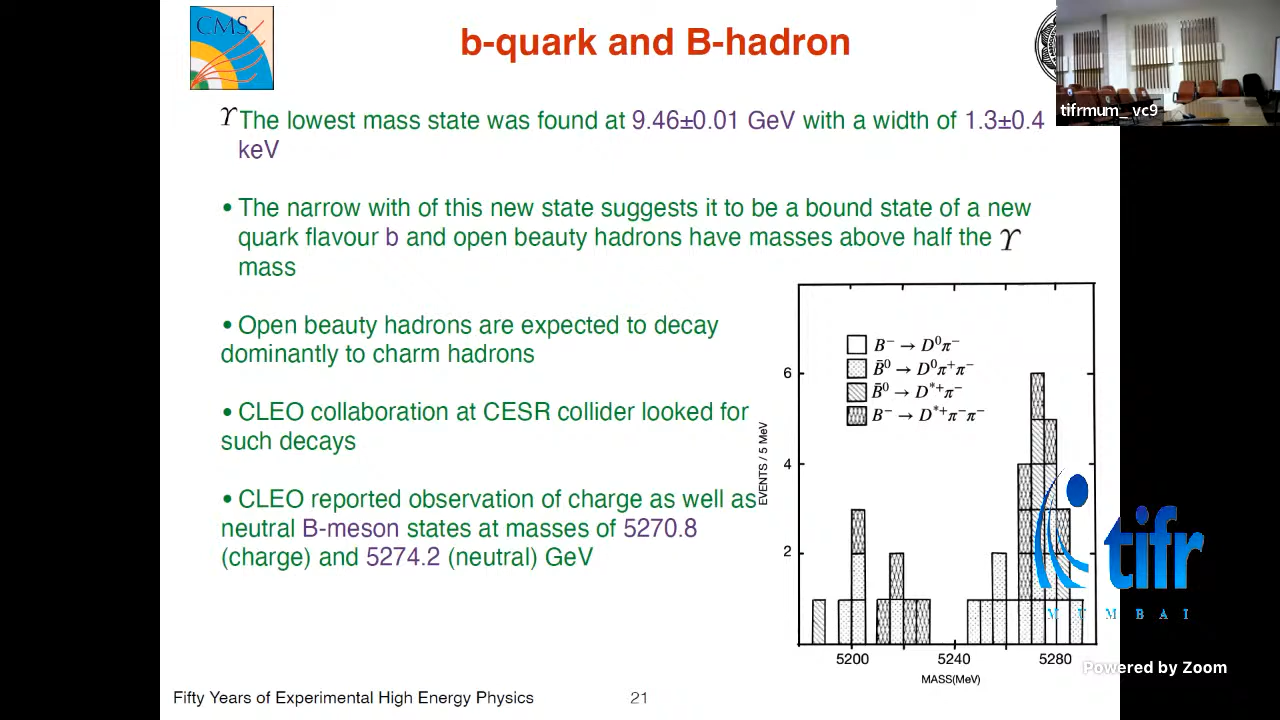 CMS
b-quark and B-hadron
tifrmum_ vc9
ϒ The lowest mass state was found at 9.46±0.01 GeV with a width of 1.3±0.4
keV
• The narrow with of this new state suggests it to be a bound state of a new
quark flavour b and open beauty hadrons have masses above half the ϒ
mass
• Open beauty hadrons are expected to decay
dominantly to charm hadrons
• CLEO collaboration at CESR collider looked for
such decays
• CLEO reported observation of charge as well as
neutral B-meson states at masses of 5270.8
(charge) and 5274.2 (neutral) GeV
B⁻ → D⁰π⁻
B̄⁰ → D⁰π⁺π⁻
B̄⁰ → D*⁺π⁻
B⁻ → D*⁺π⁻π⁻
6
4
2
EVENTS / 5 MeV
5200 5240 5280
MASS(MeV)
tifr
MUMBAI
Powered by Zoom
Fifty Years of Experimental High Energy Physics 21